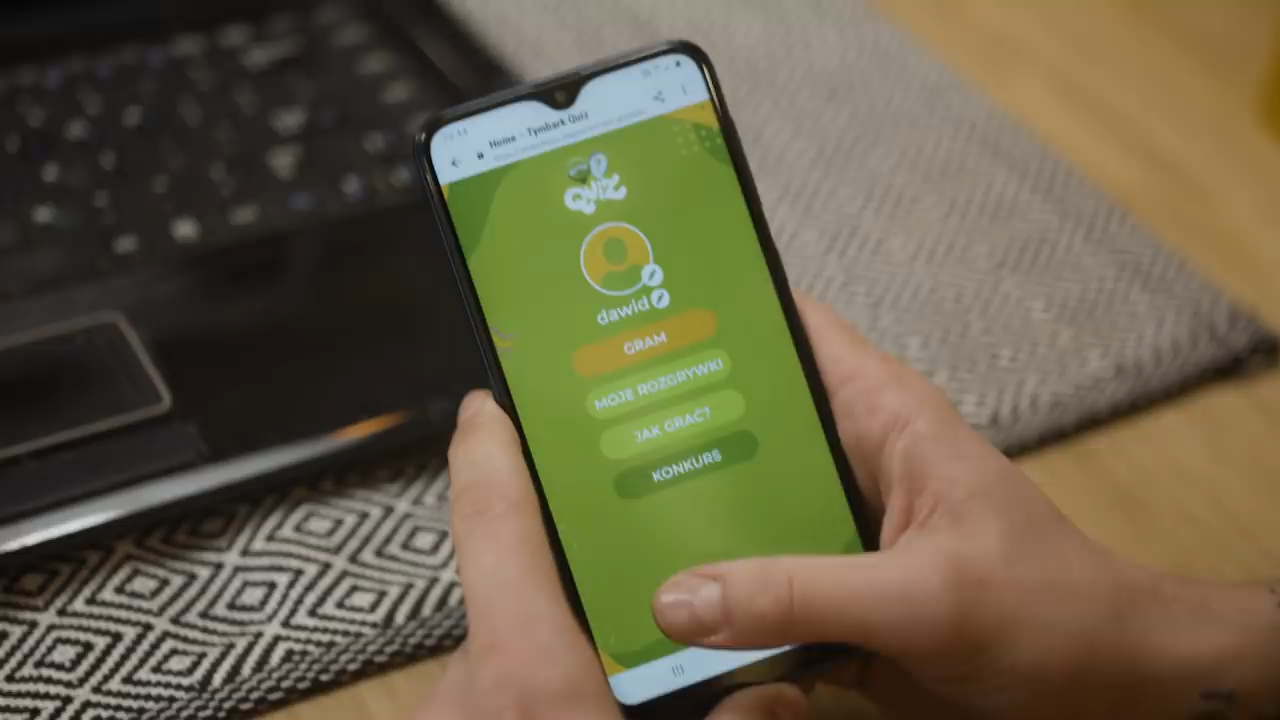 Home – Tymbark Quiz
QUIZ
dawid
GRAM
MOJE ROZGRYWKI
JAK GRAĆ?
KONKURS